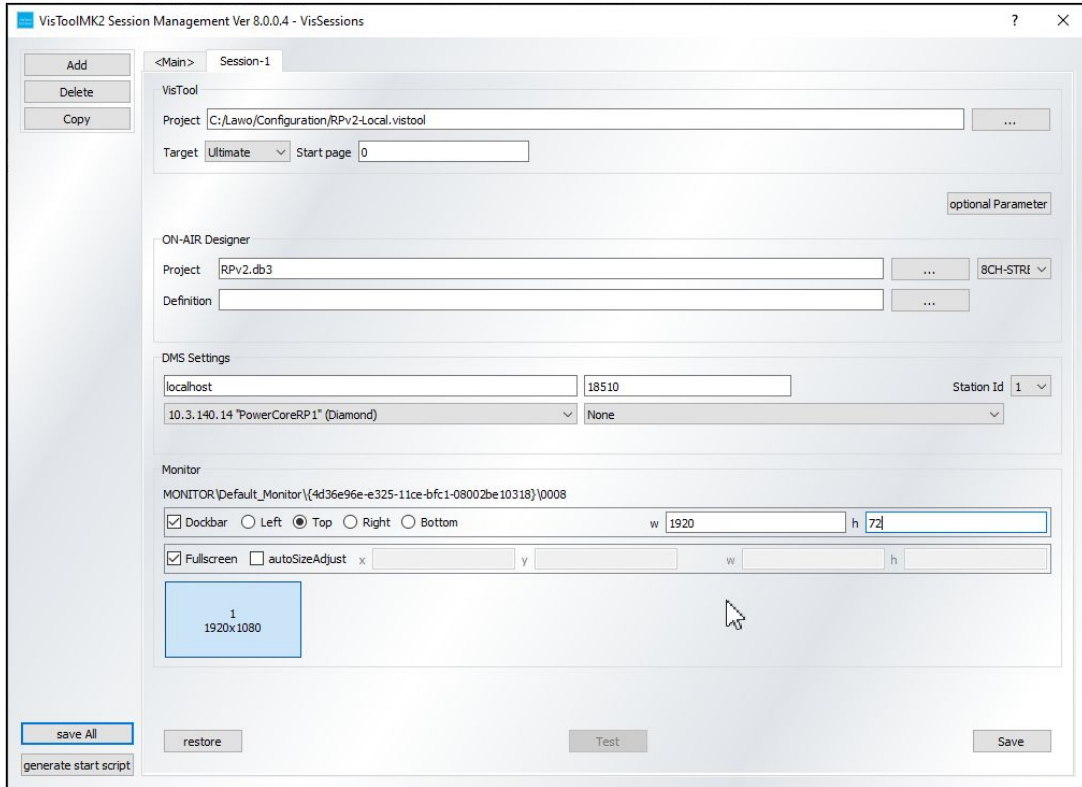 VisToolMK2 Session Management Ver 8.0.0.4 - VisSessions ? ×
Add
Delete
Copy
<Main> Session-1
VisTool
Project C:/Lawo/Configuration/RPv2-Local.vistool ...
Target Ultimate Start page 0
optional Parameter
ON-AIR Designer
Project RPv2.db3 ... 8CH-STRE
Definition ...
DMS Settings
localhost 18510 Station Id 1
10.3.140.14 "PowerCoreRP1" (Diamond) None
Monitor
MONITOR\Default_Monitor\{4d36e96e-e325-11ce-bfc1-08002be10318}\0008
Dockbar Left Top Right Bottom w 1920 h 72
Fullscreen autoSizeAdjust x y w h
1
1920x1080
save All
generate start script
restore Test Save